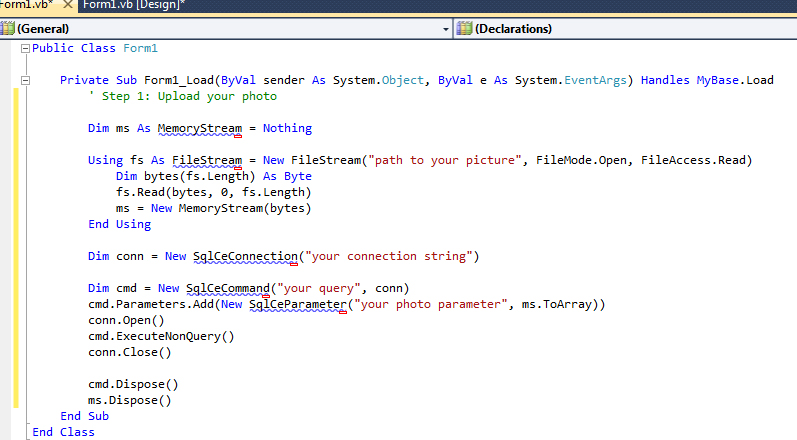 Form1.vb* Form1.vb [Design]*
(General) (Declarations)
Public Class Form1
Private Sub Form1_Load(ByVal sender As System.Object, ByVal e As System.EventArgs) Handles MyBase.Load
' Step 1: Upload your photo
Dim ms As MemoryStream = Nothing
Using fs As FileStream = New FileStream("path to your picture", FileMode.Open, FileAccess.Read)
Dim bytes(fs.Length) As Byte
fs.Read(bytes, 0, fs.Length)
ms = New MemoryStream(bytes)
End Using
Dim conn = New SqlCeConnection("your connection string")
Dim cmd = New SqlCeCommand("your query", conn)
cmd.Parameters.Add(New SqlCeParameter("your photo parameter", ms.ToArray))
conn.Open()
cmd.ExecuteNonQuery()
conn.Close()
cmd.Dispose()
ms.Dispose()
End Sub
End Class